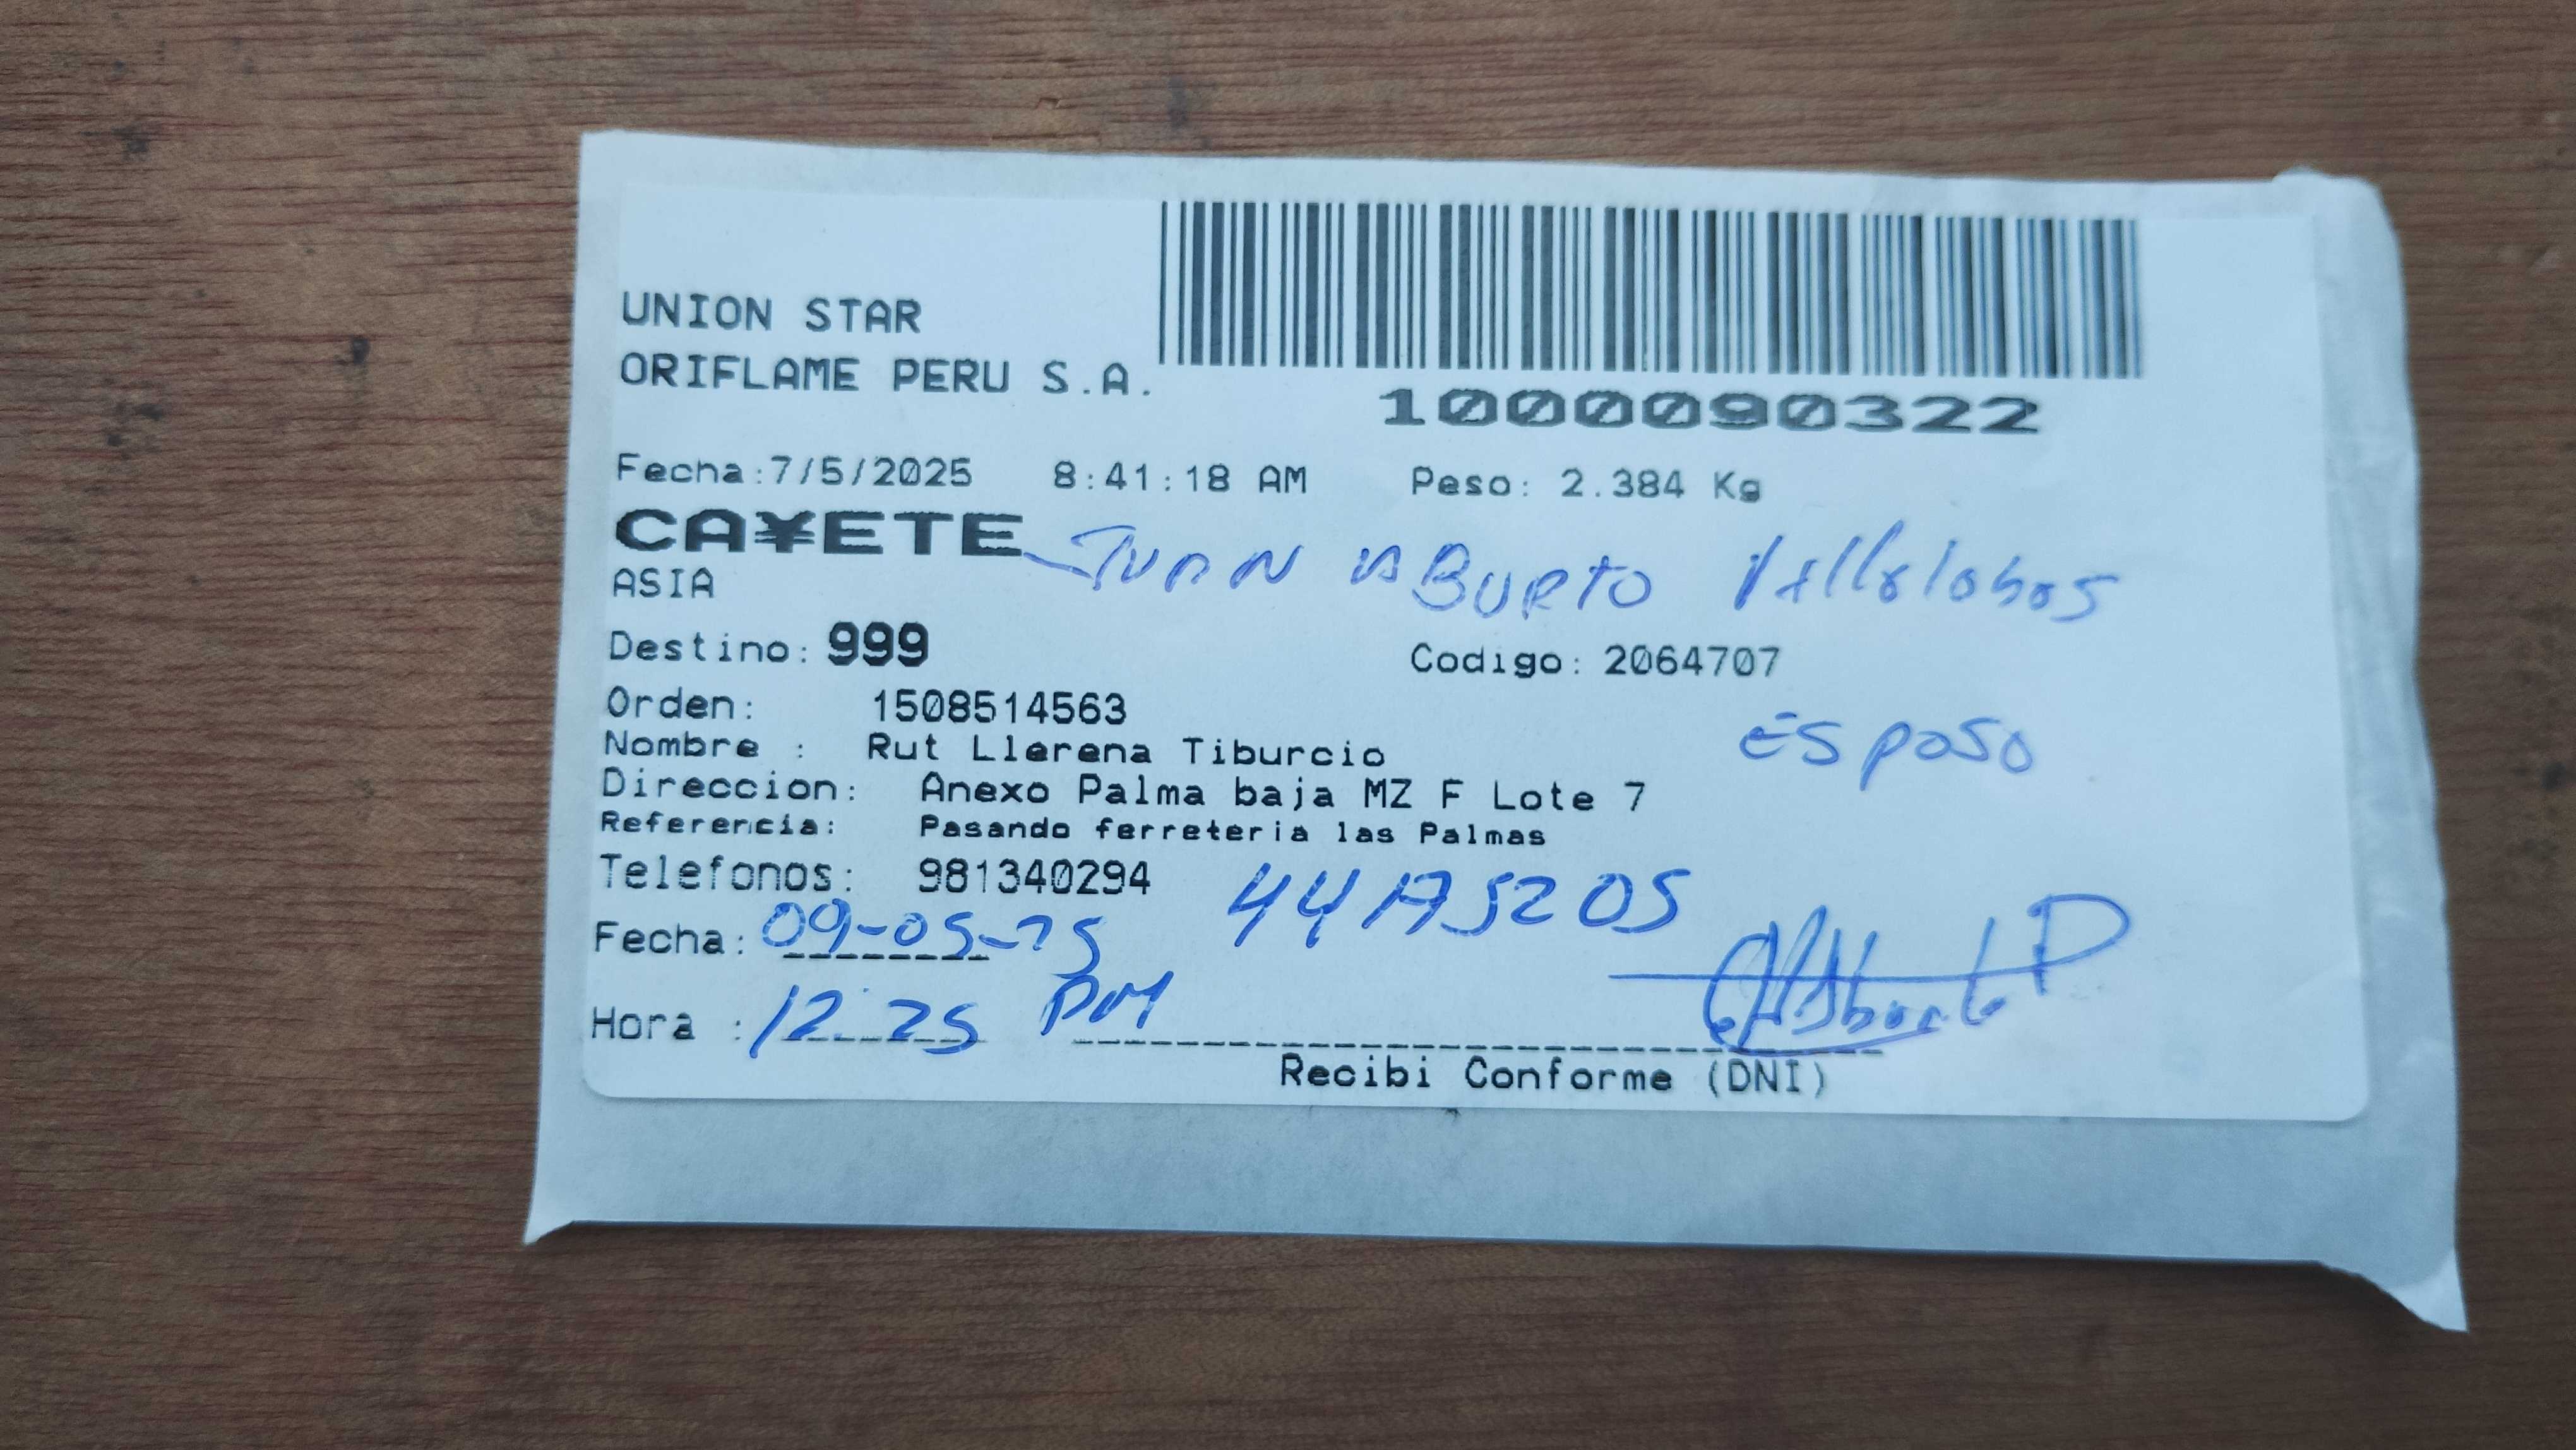 UNION STAR
ORIFLAME PERU S.A.
1000090322
Fecha:7/5/2025 8:41:18 AM Peso: 2.384 Kg
CA¥ETE Juan ABURTO Villalobos
ASIA
Destino: 999 Codigo: 2064707
Orden: 1508514563
Esposo
Nombre : Rut Llerena Tiburcio
Direccion: Anexo Palma baja MZ F Lote 7
Referencia: Pasando ferreteria las Palmas
Telefonos: 981340294 44175205
Fecha: 09-05-25
Hora : 12:25 PM
Recibi Conforme (DNI)